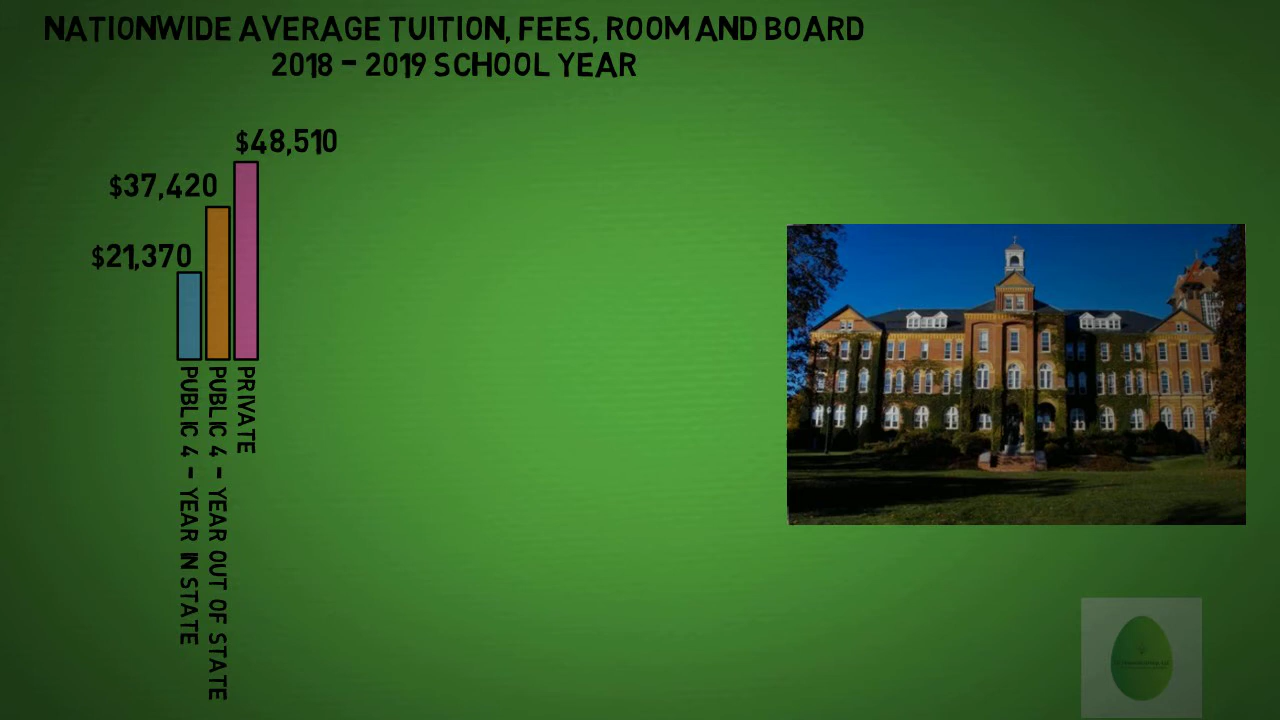 NATIONWIDE AVERAGE TUITION, FEES, ROOM AND BOARD
2018 - 2019 SCHOOL YEAR
$48,510
$37,420
$21,370
PUBLIC 4 - YEAR IN STATE
PUBLIC 4 - YEAR OUT OF STATE
PRIVATE